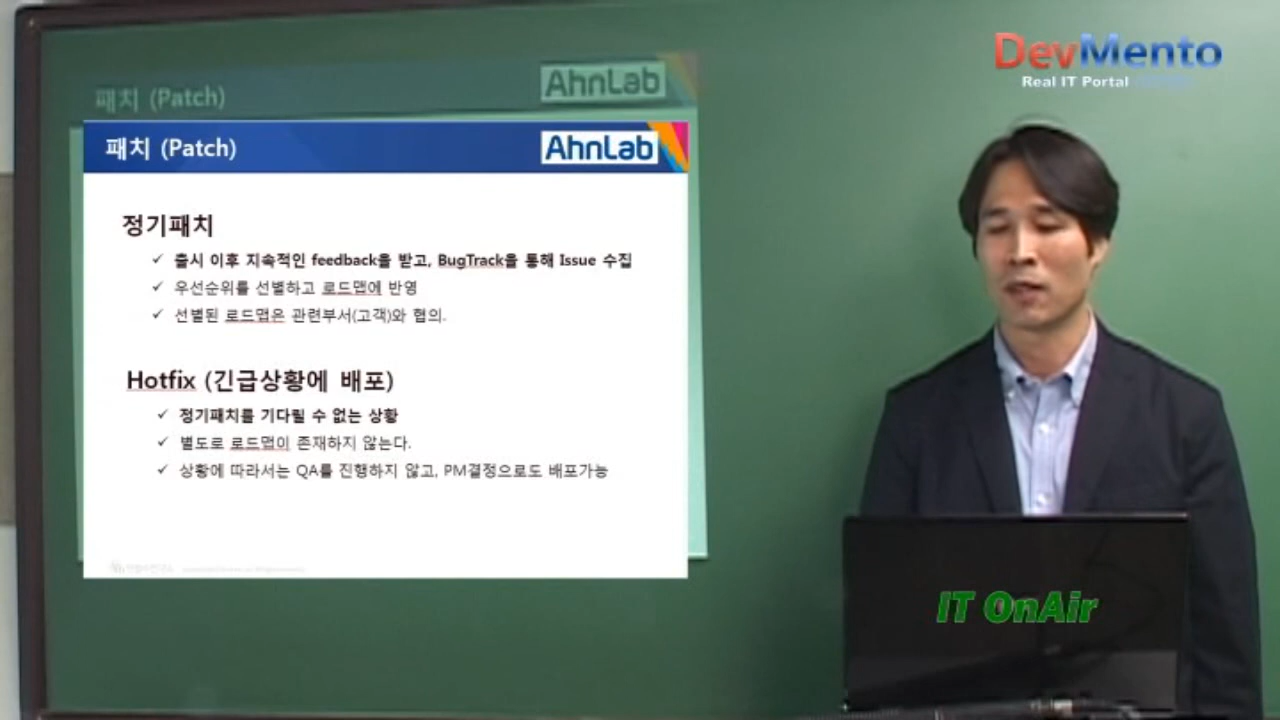 DevMento
Real IT Portal
패치 (Patch)
AhnLab
패치 (Patch)
AhnLab
정기패치
✓ 출시 이후 지속적인 feedback을 받고, BugTrack을 통해 Issue 수집
✓ 우선순위를 선별하고 로드맵에 반영
✓ 선별된 로드맵은 관련부서(고객)와 협의.
Hotfix (긴급상황에 배포)
✓ 정기패치를 기다릴 수 없는 상황
✓ 별도로 로드맵이 존재하지 않는다.
✓ 상황에 따라서는 QA를 진행하지 않고, PM결정으로도 배포가능
IT OnAir